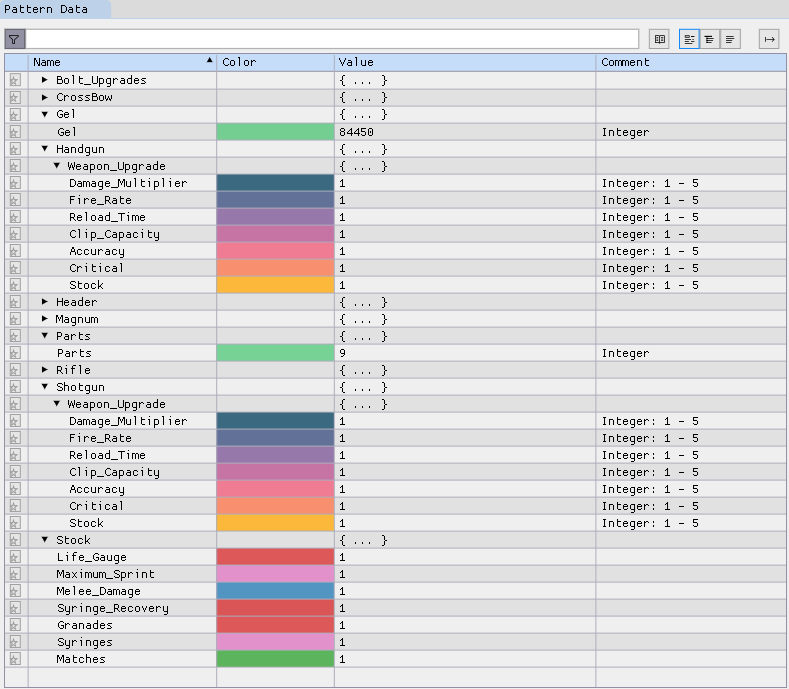 Pattern Data
Name Color Value Comment
Bolt_Upgrades { ... }
CrossBow { ... }
Gel { ... }
Gel 84450 Integer
Handgun { ... }
Weapon_Upgrade { ... }
Damage_Multiplier 1 Integer: 1 - 5
Fire_Rate 1 Integer: 1 - 5
Reload_Time 1 Integer: 1 - 5
Clip_Capacity 1 Integer: 1 - 5
Accuracy 1 Integer: 1 - 5
Critical 1 Integer: 1 - 5
Stock 1 Integer: 1 - 5
Header { ... }
Magnum { ... }
Parts { ... }
Parts 9 Integer
Rifle { ... }
Shotgun { ... }
Weapon_Upgrade { ... }
Damage_Multiplier 1 Integer: 1 - 5
Fire_Rate 1 Integer: 1 - 5
Reload_Time 1 Integer: 1 - 5
Clip_Capacity 1 Integer: 1 - 5
Accuracy 1 Integer: 1 - 5
Critical 1 Integer: 1 - 5
Stock 1 Integer: 1 - 5
Stock { ... }
Life_Gauge 1
Maximum_Sprint 1
Melee_Damage 1
Syringe_Recovery 1
Granades 1
Syringes 1
Matches 1